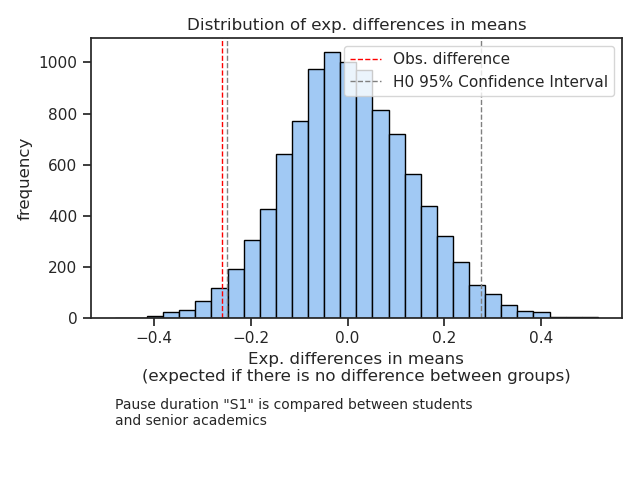 Distribution of exp. differences in means
Obs. difference
H0 95% Confidence Interval
frequency
1000
800
600
400
200
0
−0.4
−0.2
0.0
0.2
0.4
Exp. differences in means
(expected if there is no difference between groups)
Pause duration "S1" is compared between students
and senior academics